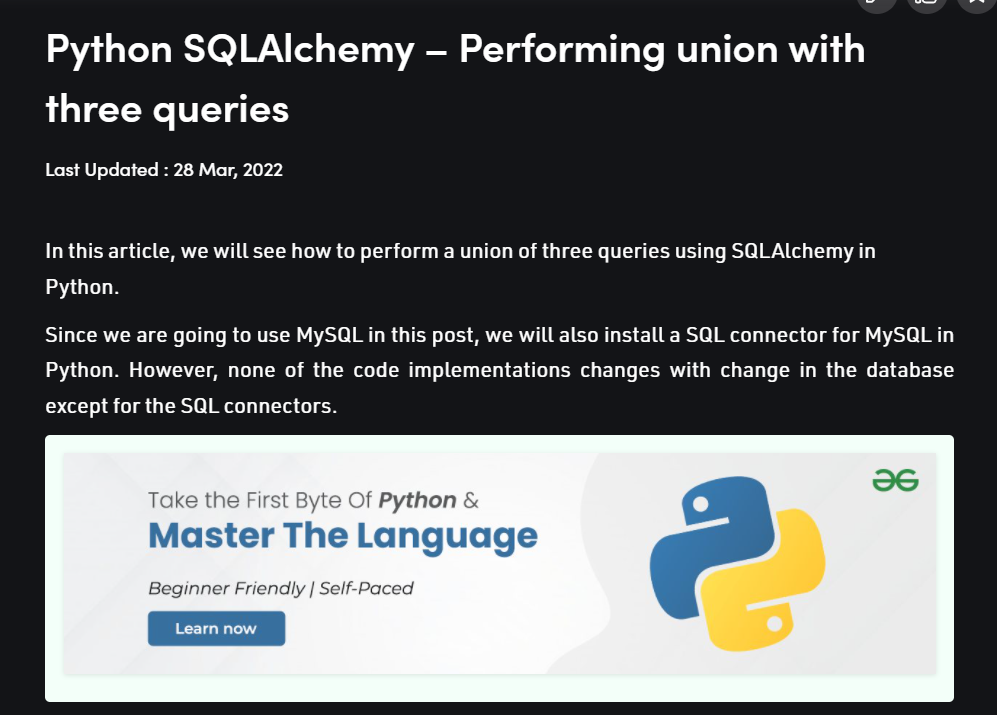 Python SQLAlchemy – Performing union with
three queries
Last Updated : 28 Mar, 2022
In this article, we will see how to perform a union of three queries using SQLAlchemy in
Python.
Since we are going to use MySQL in this post, we will also install a SQL connector for MySQL in
Python. However, none of the code implementations changes with change in the database
except for the SQL connectors.
Take the First Byte Of Python &
Master The Language
Beginner Friendly | Self-Paced
Learn now